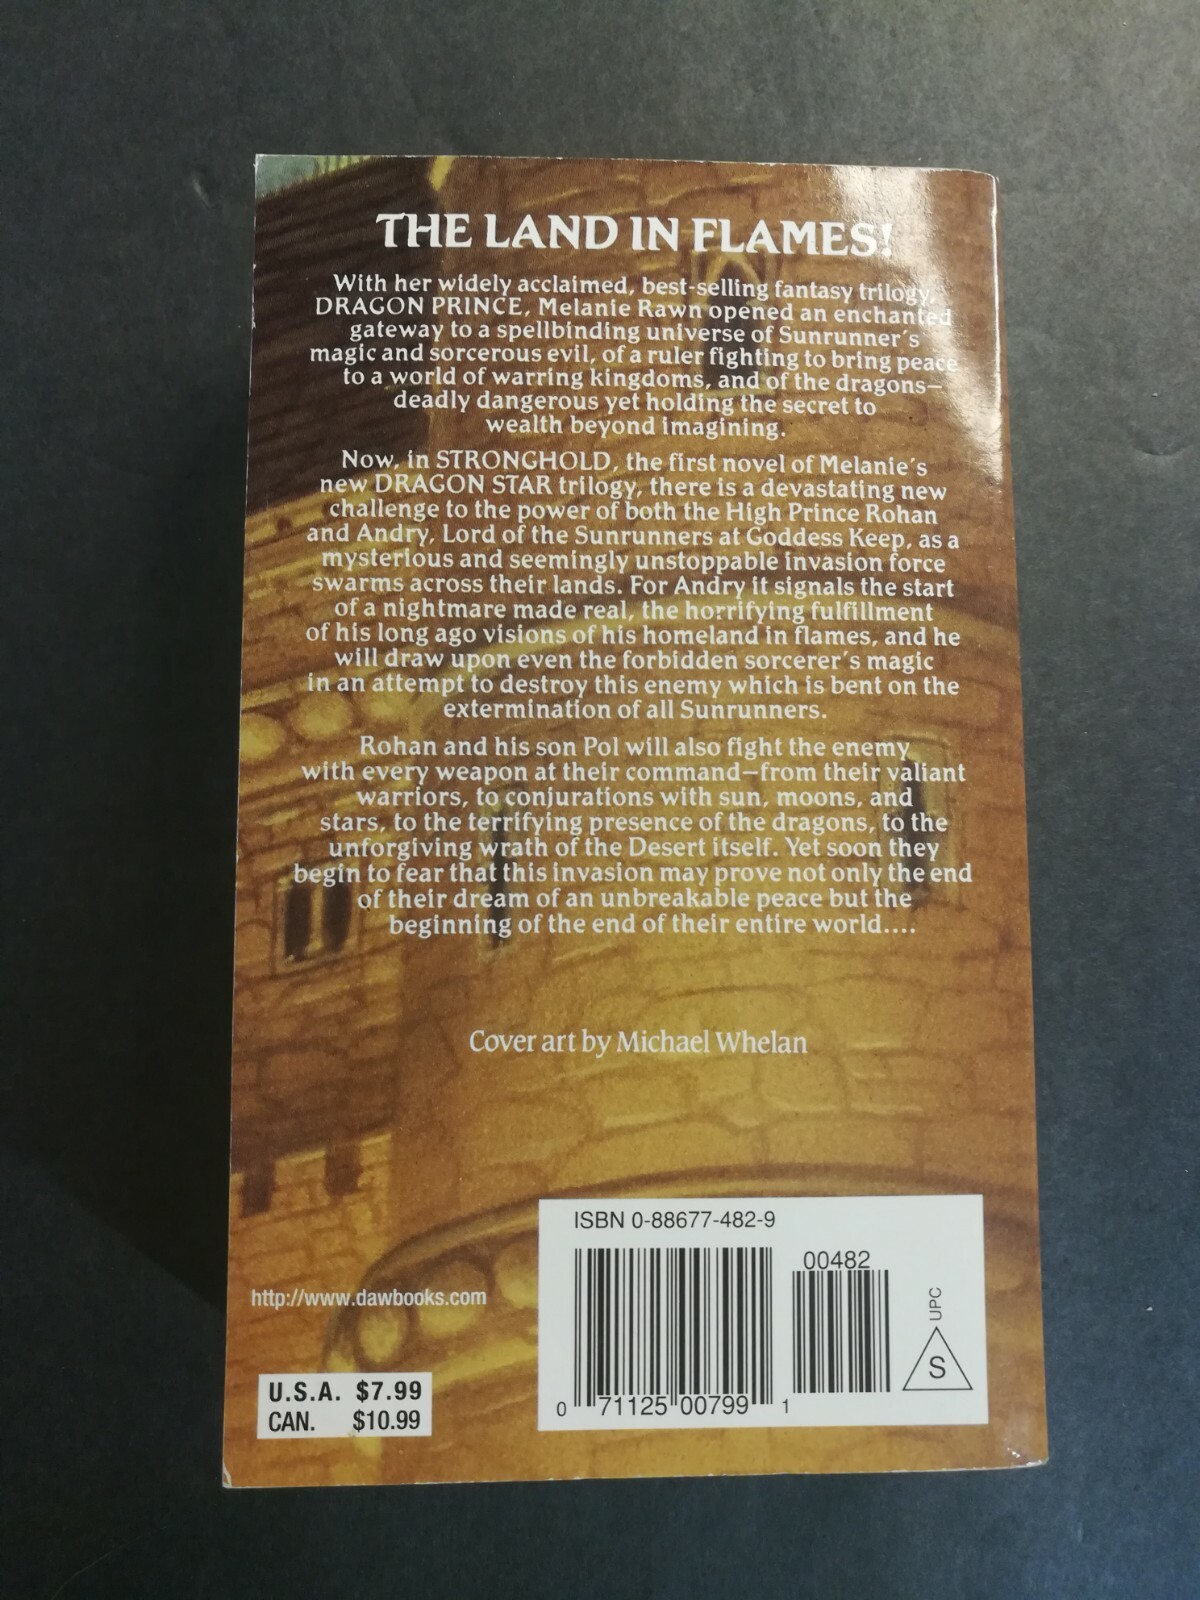 THE LAND IN FLAMES!
With her widely acclaimed, best-selling fantasy trilogy,
DRAGON PRINCE, Melanie Rawn opened an enchanted
gateway to a spellbinding universe of Sunrunner's
magic and sorcerous evil, of a ruler fighting to bring peace
to a world of warring kingdoms, and of the dragons—
deadly dangerous yet holding the secret to
wealth beyond imagining.
Now, in STRONGHOLD, the first novel of Melanie's
new DRAGON STAR trilogy, there is a devastating new
challenge to the power of both the High Prince Rohan
and Andry, Lord of the Sunrunners at Goddess Keep, as a
mysterious and seemingly unstoppable invasion force
swarms across their lands. For Andry it signals the start
of a nightmare made real, the horrifying fulfillment
of his long ago visions of his homeland in flames, and he
will draw upon even the forbidden sorcerer's magic
in an attempt to destroy this enemy which is bent on the
extermination of all Sunrunners.
Rohan and his son Pol will also fight the enemy
with every weapon at their command—from their valiant
warriors, to conjurations with sun, moons, and
stars, to the terrifying presence of the dragons, to the
unforgiving wrath of the Desert itself. Yet soon they
begin to fear that this invasion may prove not only the end
of their dream of an unbreakable peace but the
beginning of the end of their entire world....
Cover art by Michael Whelan
ISBN 0-88677-482-9
00482
UPC
S
0 71125 00799 1
http://www.dawbooks.com
U.S.A. $7.99
CAN. $10.99